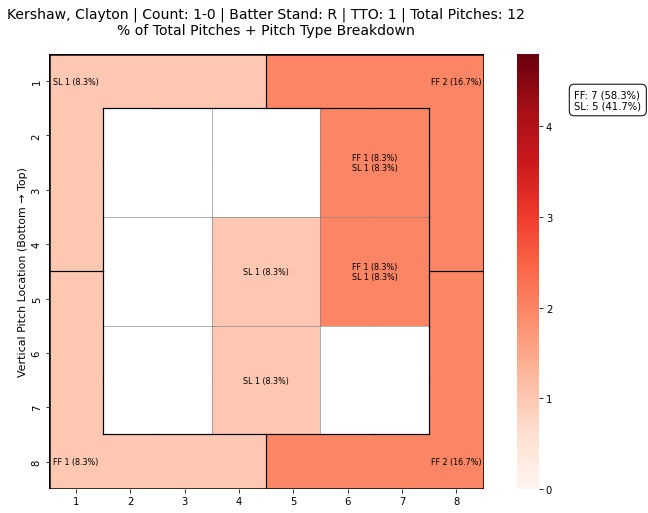 Kershaw, Clayton | Count: 1-0 | Batter Stand: R | TTO: 1 | Total Pitches: 12
% of Total Pitches + Pitch Type Breakdown
Vertical Pitch Location (Bottom → Top)
1
2
3
4
5
6
7
8
SL 1 (8.3%)
FF 2 (16.7%)
FF 1 (8.3%)
SL 1 (8.3%)
SL 1 (8.3%)
FF 1 (8.3%)
SL 1 (8.3%)
SL 1 (8.3%)
FF 1 (8.3%)
FF 2 (16.7%)
1
2
3
4
5
6
7
8
4
3
2
1
0
FF: 7 (58.3%)
SL: 5 (41.7%)